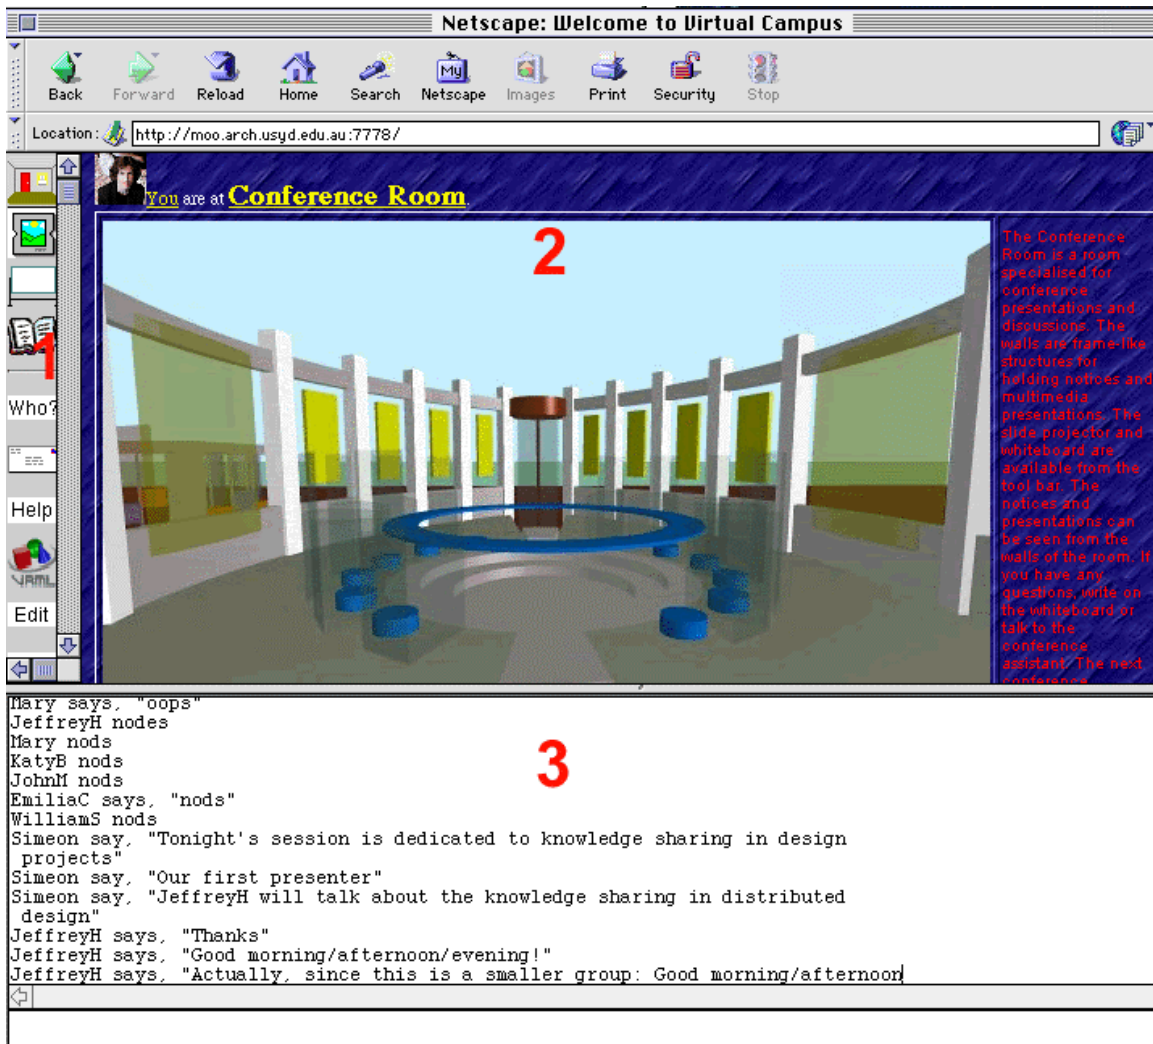 Netscape: Welcome to Virtual Campus
Back Forward Reload Home Search Netscape Images Print Security Stop
My
Location: http://moo.arch.usyd.edu.au:7778/
You are at Conference Room.
1
Who?
Help
VRML
Edit
2
The Conference
Room is a room
specialised for
conference
presentations and
discussions. The
walls are frame-like
structures for
holding notices and
multimedia
presentations. The
slide projector and
whiteboard are
available from the
tool bar. The
notices and
presentations can
be seen from the
walls of the room. If
you have any
questions, write on
the whiteboard or
talk to the
conference
assistant. The next
conference
3
Mary says, "oops"
JeffreyH nodes
Mary nods
KatyB nods
JohnM nods
EmiliaC says, "nods"
WilliamS nods
Simeon say, "Tonight's session is dedicated to knowledge sharing in design
projects"
Simeon say, "Our first presenter"
Simeon say, "JeffreyH will talk about the knowledge sharing in distributed
design"
JeffreyH says, "Thanks"
JeffreyH says, "Good morning/afternoon/evening!"
JeffreyH says, "Actually, since this is a smaller group: Good morning/afternoon